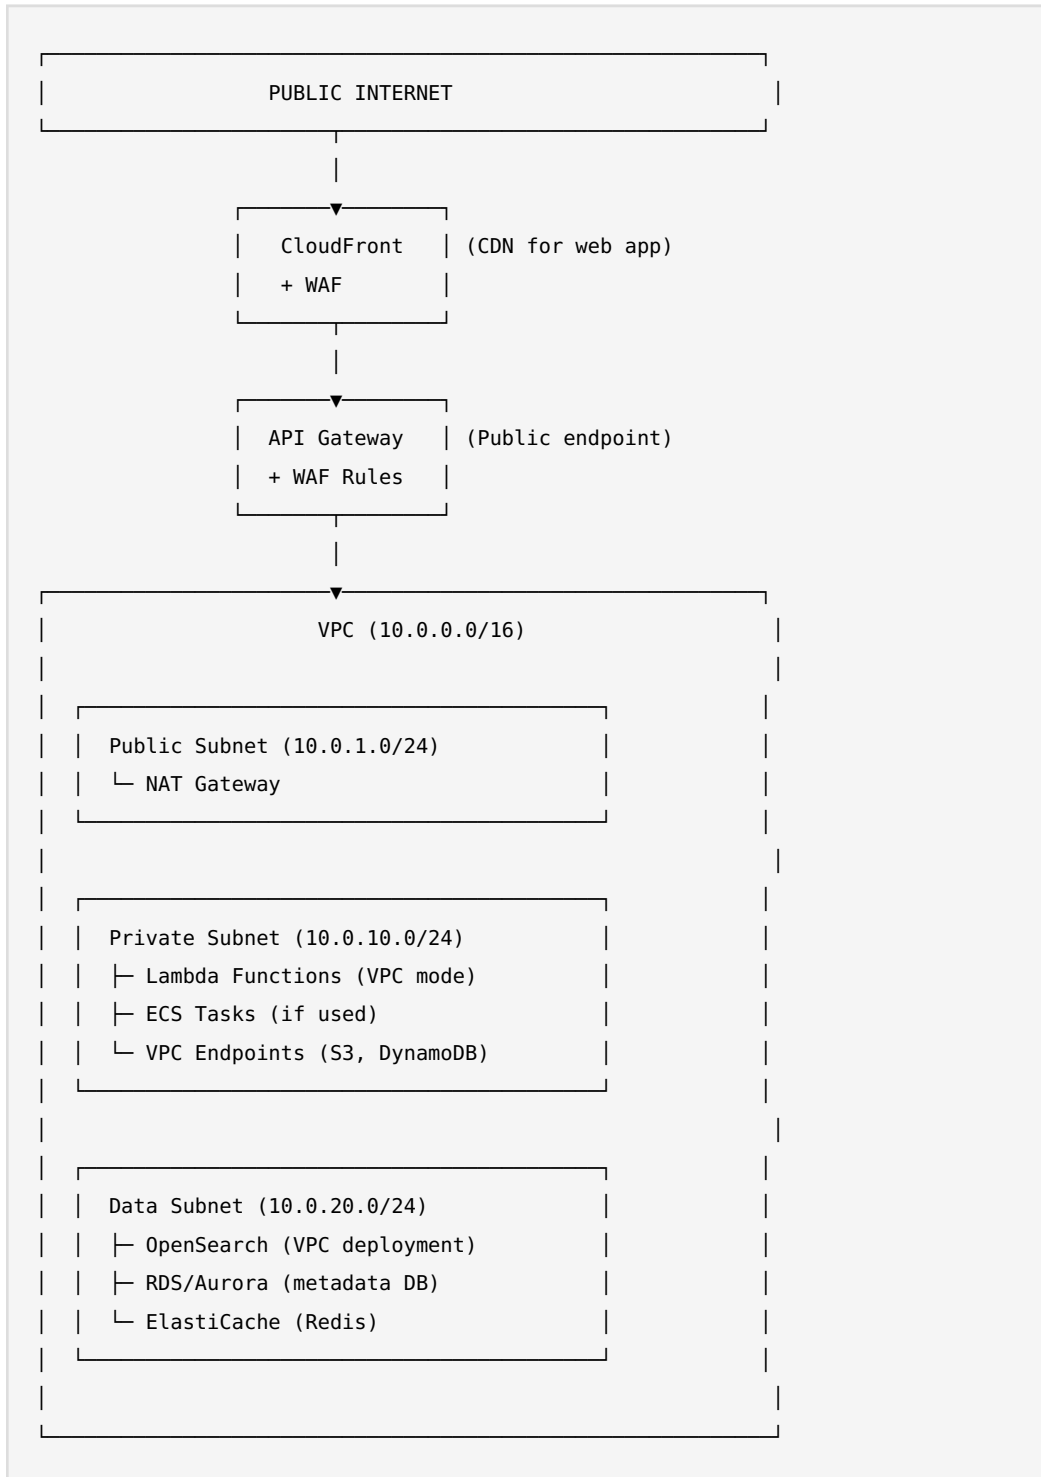 PUBLIC INTERNET
CloudFront (CDN for web app)
+ WAF
API Gateway (Public endpoint)
+ WAF Rules
VPC (10.0.0.0/16)
Public Subnet (10.0.1.0/24)
└─ NAT Gateway
Private Subnet (10.0.10.0/24)
├─ Lambda Functions (VPC mode)
├─ ECS Tasks (if used)
└─ VPC Endpoints (S3, DynamoDB)
Data Subnet (10.0.20.0/24)
├─ OpenSearch (VPC deployment)
├─ RDS/Aurora (metadata DB)
└─ ElastiCache (Redis)